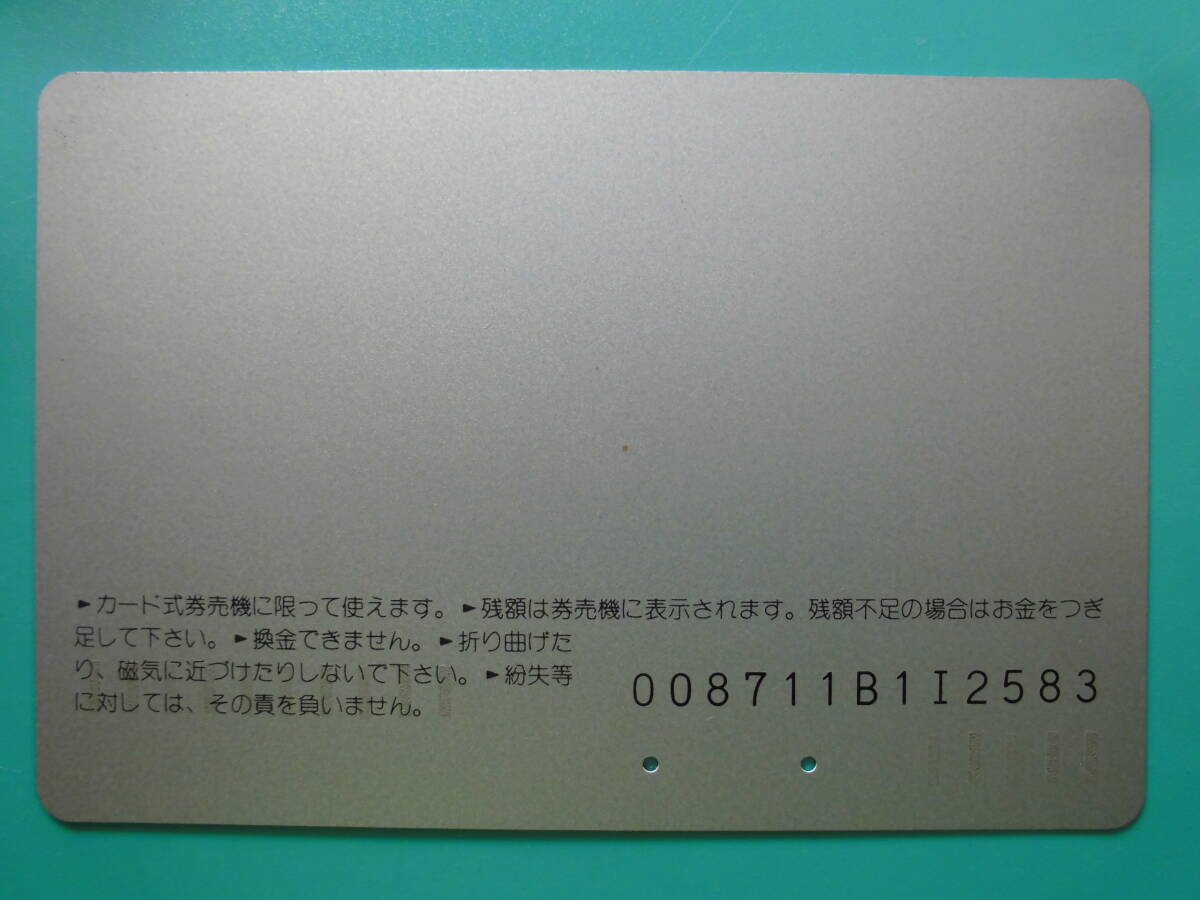 ►カード式券売機に限って使えます。►残額は券売機に表示されます。残額不足の場合はお金をつぎ
足して下さい。►換金できません。►折り曲げた
り、磁気に近づけたりしないで下さい。►紛失等
に対しては、その責を負いません。
008711B1I2583